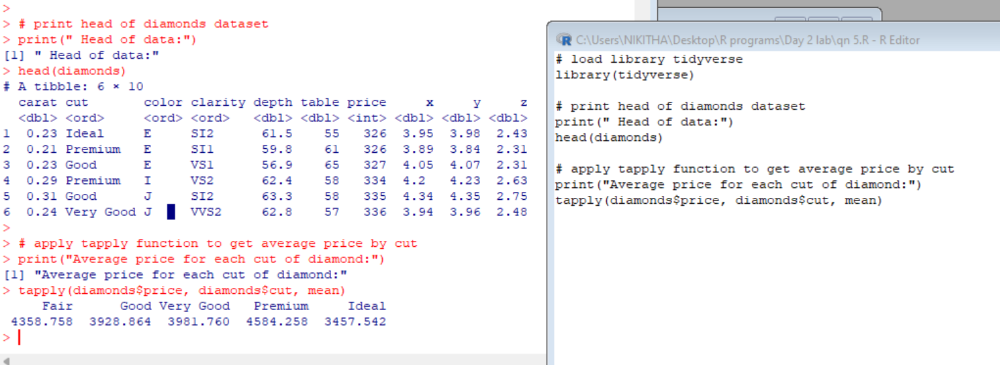 >
> # print head of diamonds dataset
> print(" Head of data:")
[1] " Head of data:"
> head(diamonds)
# A tibble: 6 × 10
  carat cut       color clarity depth table price     x     y     z
  <dbl> <ord>     <ord> <ord>   <dbl> <dbl> <int> <dbl> <dbl> <dbl>
1  0.23 Ideal     E     SI2      61.5    55   326  3.95  3.98  2.43
2  0.21 Premium   E     SI1      59.8    61   326  3.89  3.84  2.31
3  0.23 Good      E     VS1      56.9    65   327  4.05  4.07  2.31
4  0.29 Premium   I     VS2      62.4    58   334  4.2   4.23  2.63
5  0.31 Good      J     SI2      63.3    58   335  4.34  4.35  2.75
6  0.24 Very Good J     VVS2     62.8    57   336  3.94  3.96  2.48
>
> # apply tapply function to get average price by cut
> print("Average price for each cut of diamond:")
[1] "Average price for each cut of diamond:"
> tapply(diamonds$price, diamonds$cut, mean)
     Fair      Good Very Good   Premium     Ideal
 4358.758  3928.864  3981.760  4584.258  3457.542
>
C:\Users\NIKITHA\Desktop\R programs\Day 2 lab\qn 5.R - R Editor
# load library tidyverse
library(tidyverse)
# print head of diamonds dataset
print(" Head of data:")
head(diamonds)
# apply tapply function to get average price by cut
print("Average price for each cut of diamond:")
tapply(diamonds$price, diamonds$cut, mean)